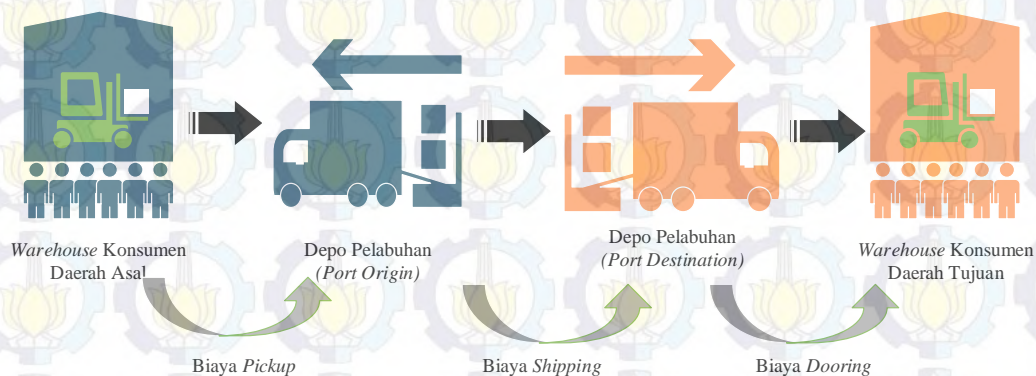 Warehouse Konsumen
Daerah Asal
Depo Pelabuhan
(Port Origin)
Depo Pelabuhan
(Port Destination)
Warehouse Konsumen
Daerah Tujuan
Biaya Pickup
Biaya Shipping
Biaya Dooring